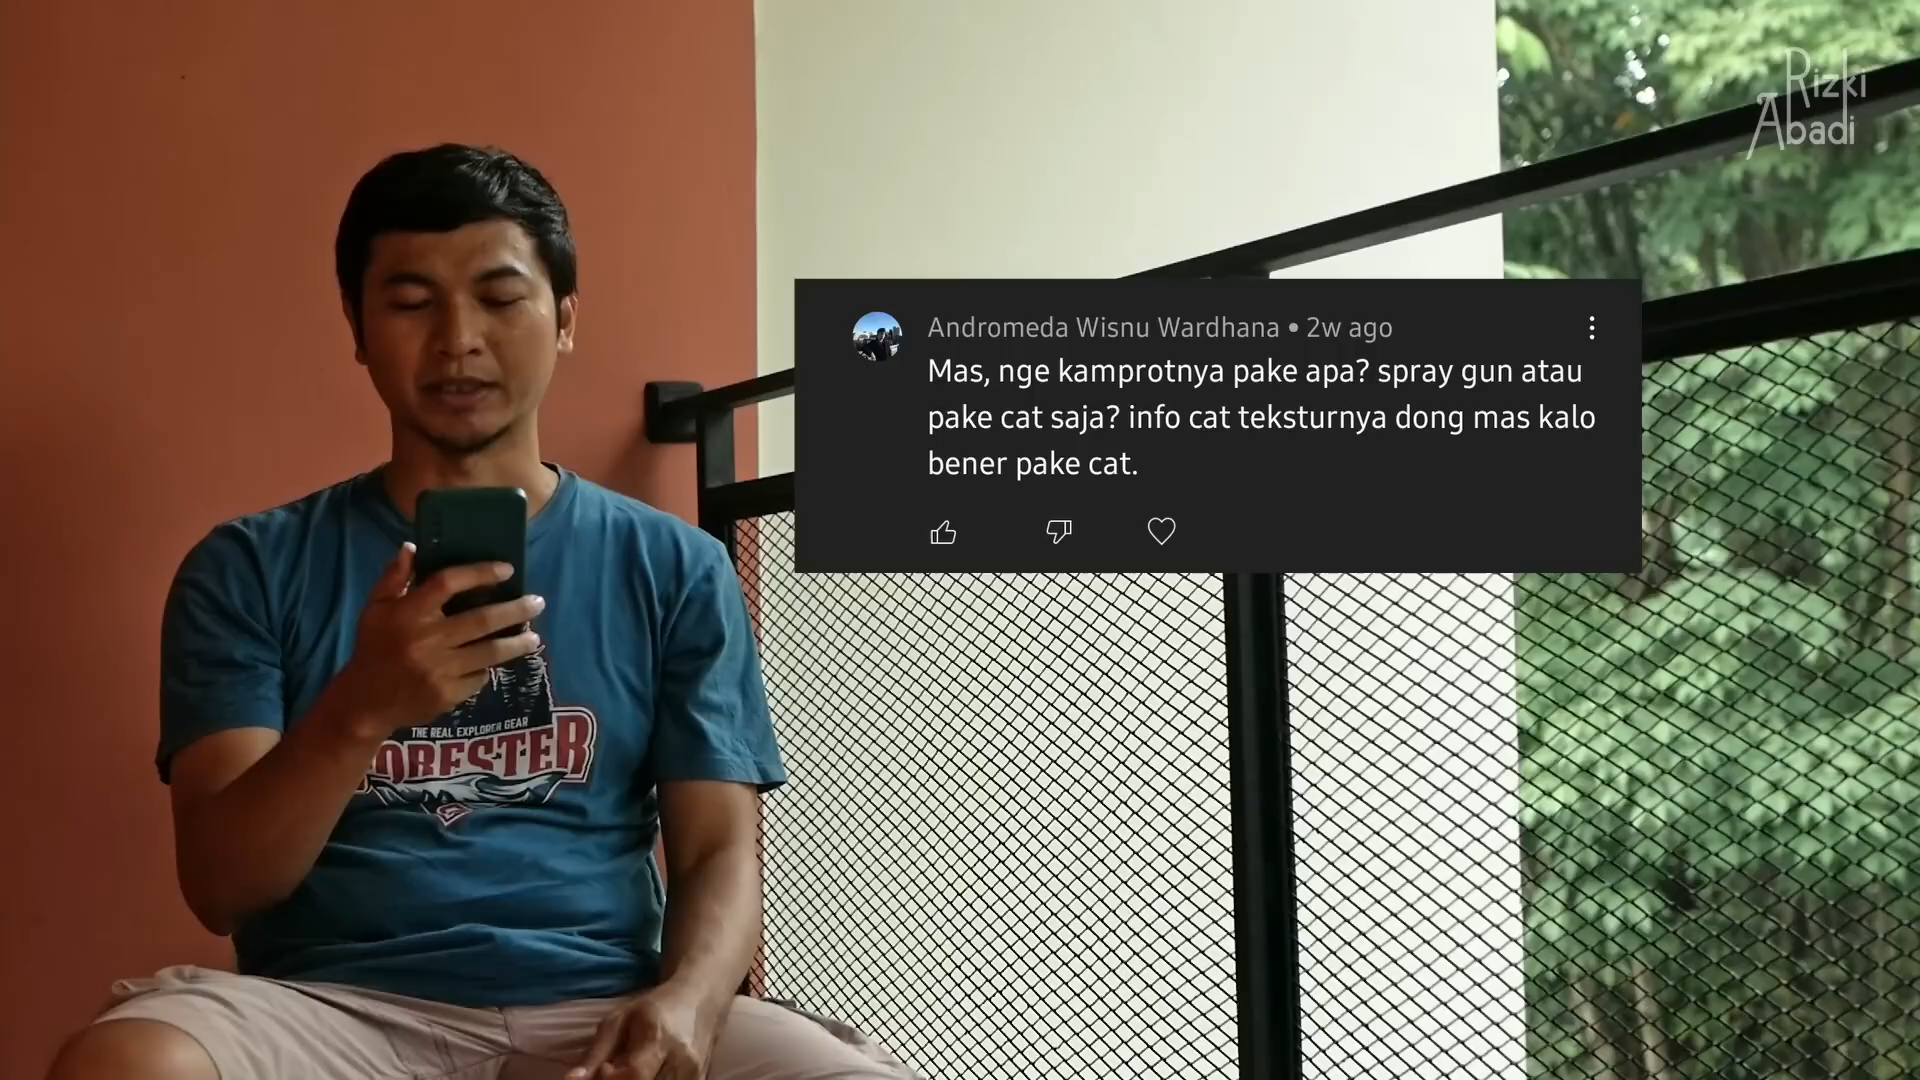 Rizki
Abadi
Andromeda Wisnu Wardhana • 2w ago
Mas, nge kamprotnya pake apa? spray gun atau
pake cat saja? info cat teksturnya dong mas kalo
bener pake cat.
THE REAL EXPLORER GEAR
FORESTER